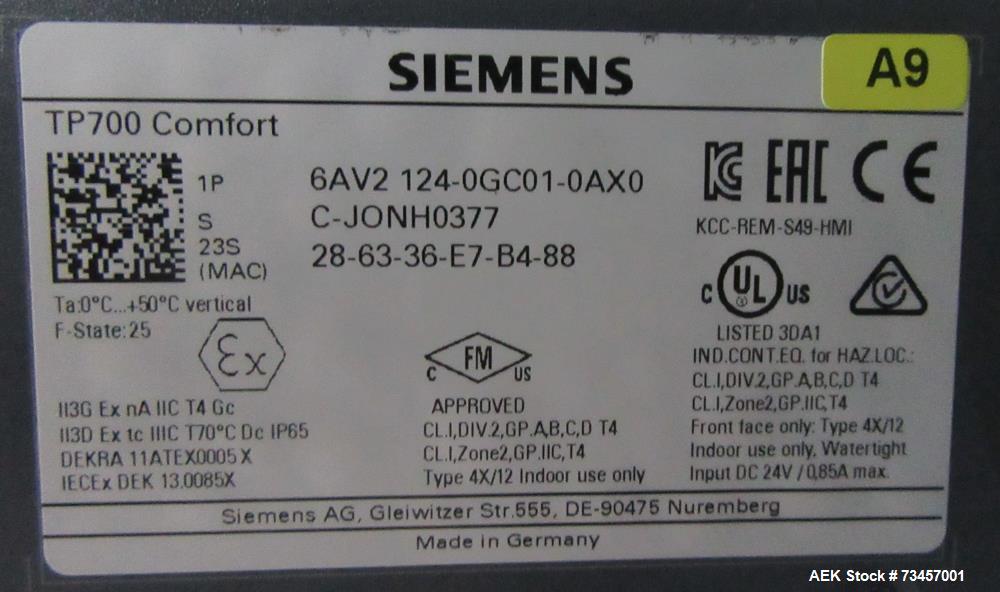 SIEMENS
A9
TP700 Comfort
1P 6AV2 124-0GC01-0AX0
S C-JONH0377
23S 28-63-36-E7-B4-88
(MAC)
Ta:0°C...+50°C vertical
F-State:25
Ex
II3G Ex nA IIC T4 Gc
II3D Ex tc IIIC T70°C Dc IP65
DEKRA 11ATEX0005 X
IECEx DEK 13.0085X
C FM US
APPROVED
CL.I,DIV.2,GP.A,B,C,D T4
CL.I,Zone2,GP.IIC,T4
Type 4X/12 Indoor use only
KC EAC CE
KCC-REM-S49-HMI
C UL US
LISTED 3DA1
IND.CONT.EQ. for HAZ.LOC.:
CL.I,DIV.2,GP.A,B,C,D T4
CL.I,Zone2,GP.IIC,T4
Front face only: Type 4X/12
Indoor use only, Watertight
Input DC 24V / 0,85A max.
Siemens AG, Gleiwitzer Str.555, DE-90475 Nuremberg
Made in Germany
AEK Stock # 73457001